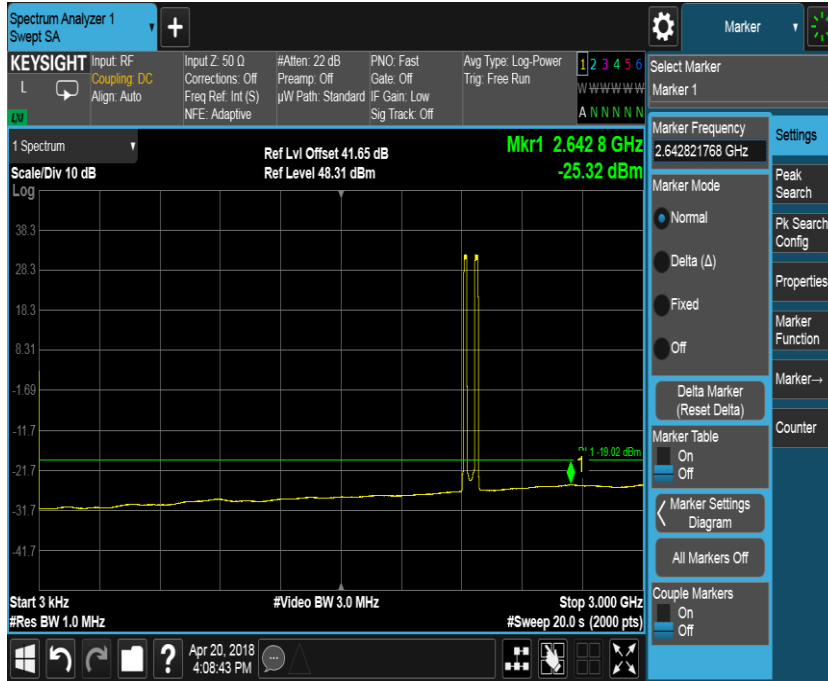 Spectrum Analyzer 1
Swept SA
+
Marker
KEYSIGHT
L
LXI
Input: RF
Coupling: DC
Align: Auto
Input Z: 50 Ω
Corrections: Off
Freq Ref: Int (S)
NFE: Adaptive
#Atten: 22 dB
Preamp: Off
µW Path: Standard
PNO: Fast
Gate: Off
IF Gain: Low
Sig Track: Off
Avg Type: Log-Power
Trig: Free Run
1 2 3 4 5 6
W W W W W W
A N N N N N
Select Marker
Marker 1
1 Spectrum
Scale/Div 10 dB
Log
Ref Lvl Offset 41.65 dB
Ref Level 48.31 dBm
Mkr1 2.642 8 GHz
-25.32 dBm
38.3
28.3
18.3
8.31
-1.69
-11.7
-21.7
-31.7
-41.7
1 -19.02 dBm
1
Start 3 kHz
#Res BW 1.0 MHz
#Video BW 3.0 MHz
Stop 3.000 GHz
#Sweep 20.0 s (2000 pts)
Marker Frequency
2.642821768 GHz
Marker Mode
Normal
Delta (Δ)
Fixed
Off
Delta Marker
(Reset Delta)
Marker Table
On
Off
Marker Settings
Diagram
All Markers Off
Couple Markers
On
Off
Settings
Peak
Search
Pk Search
Config
Properties
Marker
Function
Marker→
Counter
?
Apr 20, 2018
4:08:43 PM